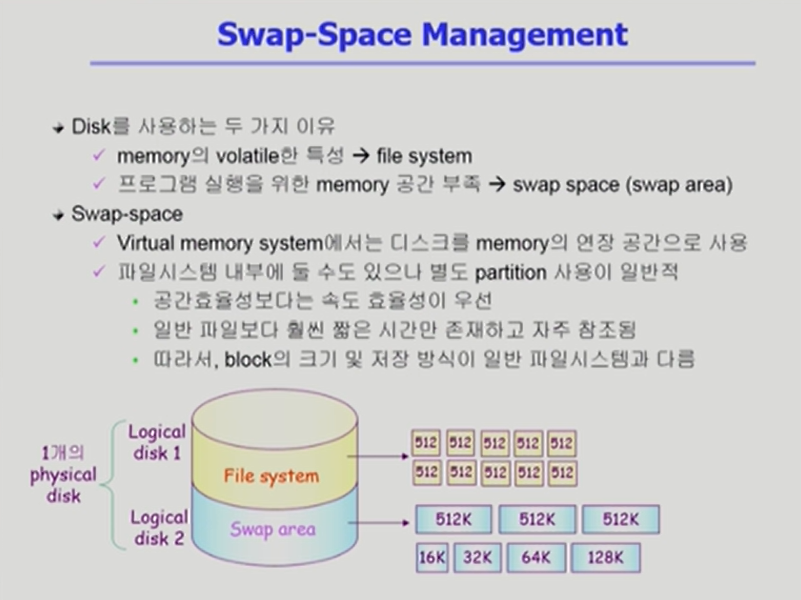 Swap-Space Management
Disk를 사용하는 두 가지 이유
memory의 volatile한 특성 → file system
프로그램 실행을 위한 memory 공간 부족 → swap space (swap area)
Swap-space
Virtual memory system에서는 디스크를 memory의 연장 공간으로 사용
파일시스템 내부에 둘 수도 있으나 별도 partition 사용이 일반적
공간효율성보다는 속도 효율성이 우선
일반 파일보다 훨씬 짧은 시간만 존재하고 자주 참조됨
따라서, block의 크기 및 저장 방식이 일반 파일시스템과 다름
1개의
physical
disk
Logical
disk 1
File system
512 512 512 512 512
512 512 512 512 512
Logical
disk 2
Swap area
512K 512K 512K
16K 32K 64K 128K